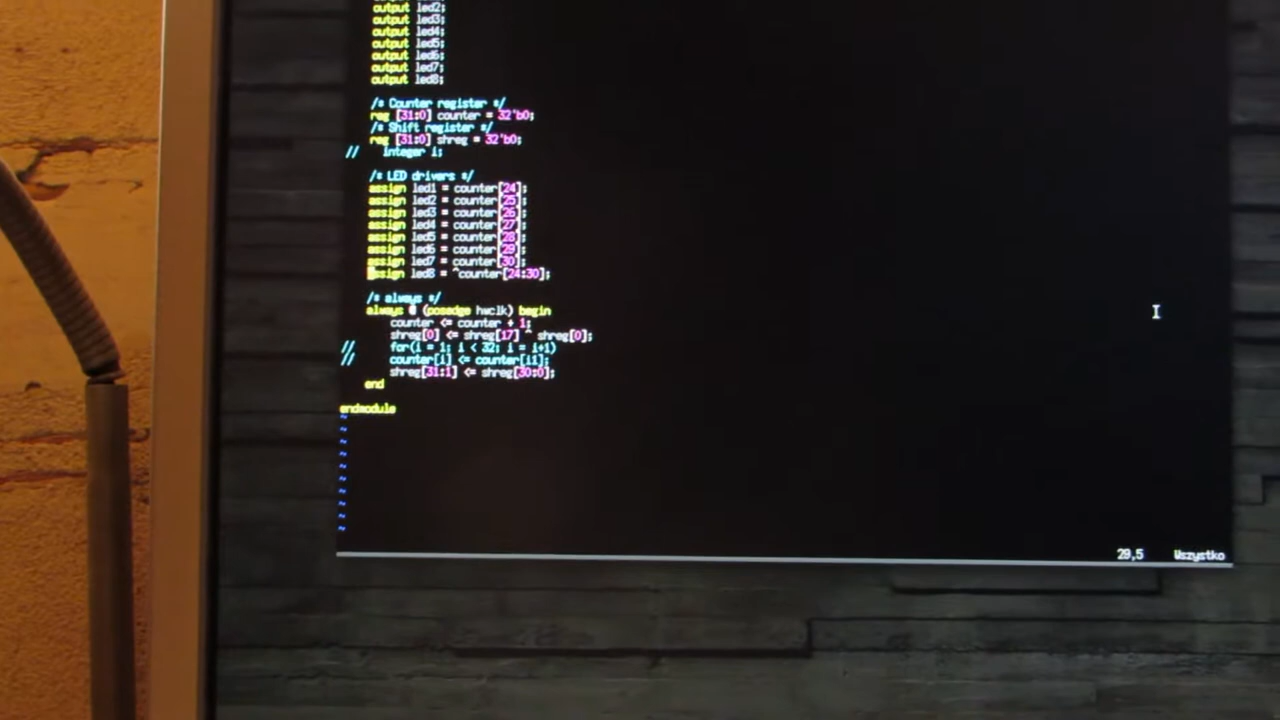 output led2;
output led3;
output led4;
output led5;
output led6;
output led7;
output led8;
/* Counter register */
reg [31:0] counter = 32'b0;
/* Shift register */
reg [31:0] shreg = 32'b0;
// integer i;
/* LED drivers */
assign led1 = counter[24];
assign led2 = counter[25];
assign led3 = counter[26];
assign led4 = counter[27];
assign led5 = counter[28];
assign led6 = counter[29];
assign led7 = counter[30];
assign led8 = ^counter[24:30];
/* always */
always @ (posedge hwclk) begin
counter <= counter + 1;
shreg[0] <= shreg[17] ^ shreg[0];
// for(i = 1; i < 32; i = i+1)
// counter[i] <= counter[i1];
shreg[31:1] <= shreg[30:0];
end
endmodule
~
~
~
~
~
~
~
~
~
~
29,5 Wszystko